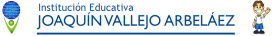 Institución Educativa
JOAQUÍN VALLEJO ARBELÁEZ